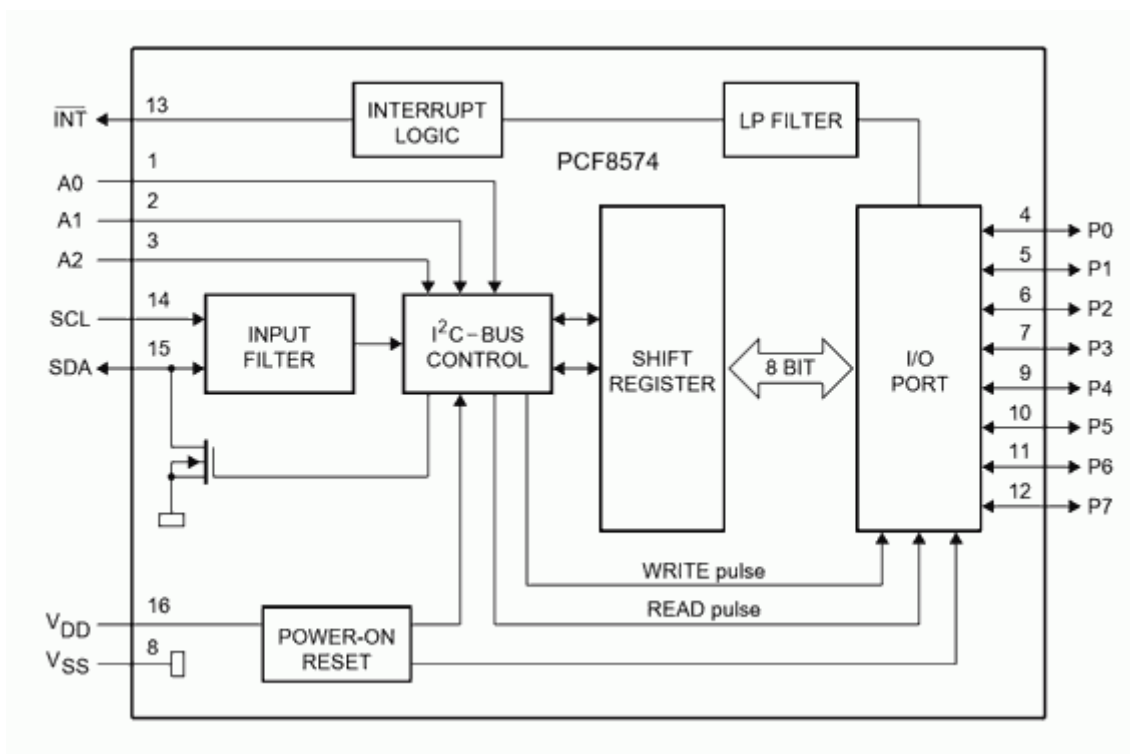 13
INT
INTERRUPT
LOGIC
LP FILTER
PCF8574
1
A0
2
A1
3
A2
14
SCL
15
SDA
INPUT
FILTER
I²C–BUS
CONTROL
SHIFT
REGISTER
8 BIT
I/O
PORT
4
P0
5
P1
6
P2
7
P3
9
P4
10
P5
11
P6
12
P7
WRITE pulse
READ pulse
16
VDD
8
VSS
POWER-ON
RESET